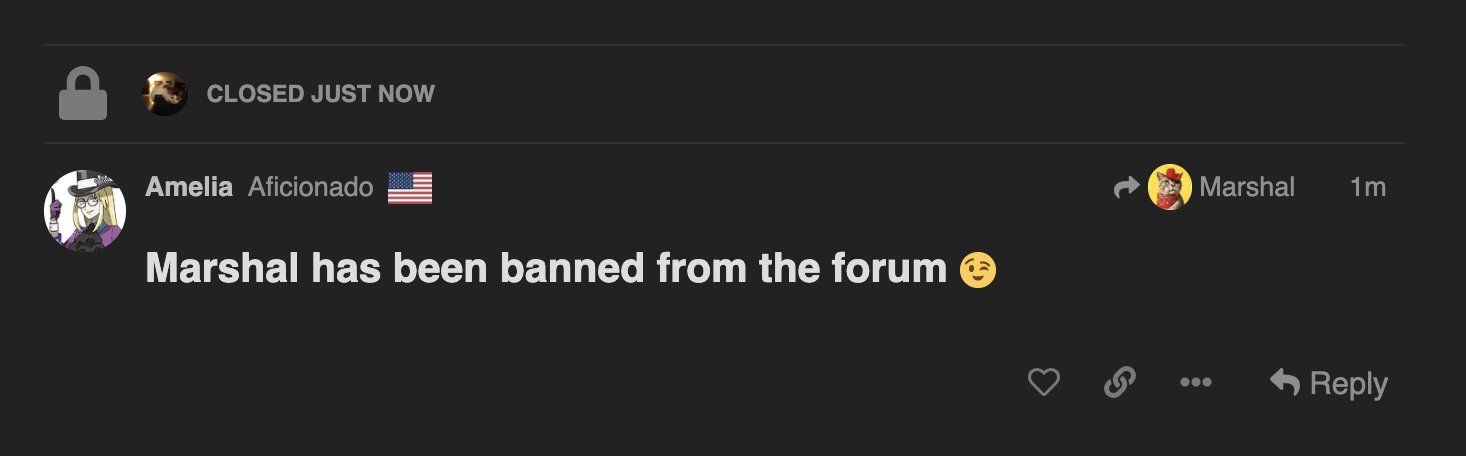 CLOSED JUST NOW
Amelia Aficionado Marshal 1m
Marshal has been banned from the forum 😉
Reply